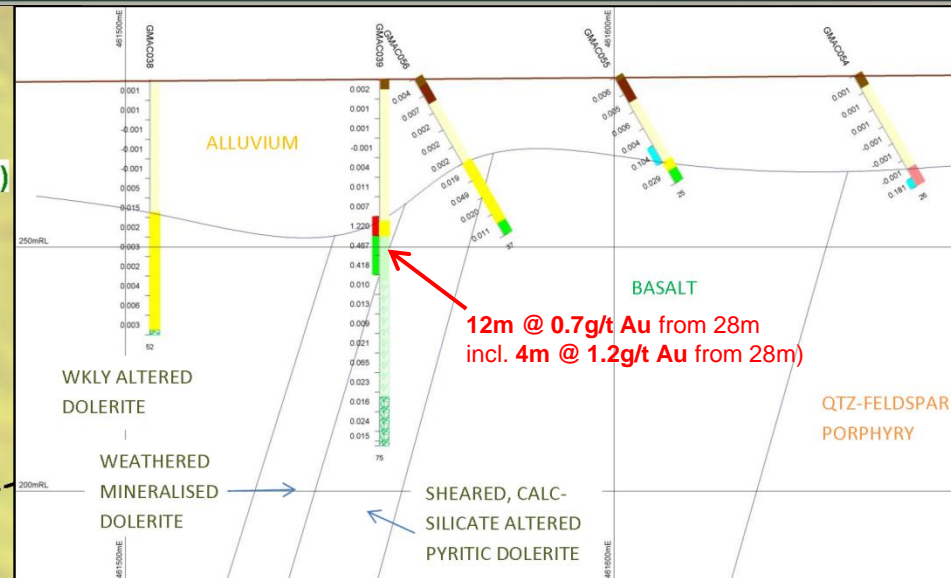 461500mE
GMAC038
GMAC039
GMAC056
GMAC055
461600mE
GMAC054
0.001
0.001
-0.001
-0.001
-0.001
0.005
0.015
0.002
0.003
0.002
0.004
0.006
0.003
52
ALLUVIUM
0.002
0.001
0.001
-0.001
0.004
0.011
0.007
1.220
0.467
0.418
0.010
0.013
0.009
0.021
0.065
0.023
0.016
0.024
0.015
75
0.004
0.007
0.002
0.002
0.002
0.019
0.049
0.020
0.011
37
0.006
0.005
0.006
0.004
0.104
0.029
25
0.001
0.001
0.001
-0.001
-0.001
0.181
26
)
250mRL
BASALT
12m @ 0.7g/t Au from 28m
incl. 4m @ 1.2g/t Au from 28m)
WKLY ALTERED
DOLERITE
QTZ-FELDSPAR
PORPHYRY
WEATHERED
MINERALISED
DOLERITE
200mRL
SHEARED, CALC-
SILICATE ALTERED
PYRITIC DOLERITE
461500mE
461600mE